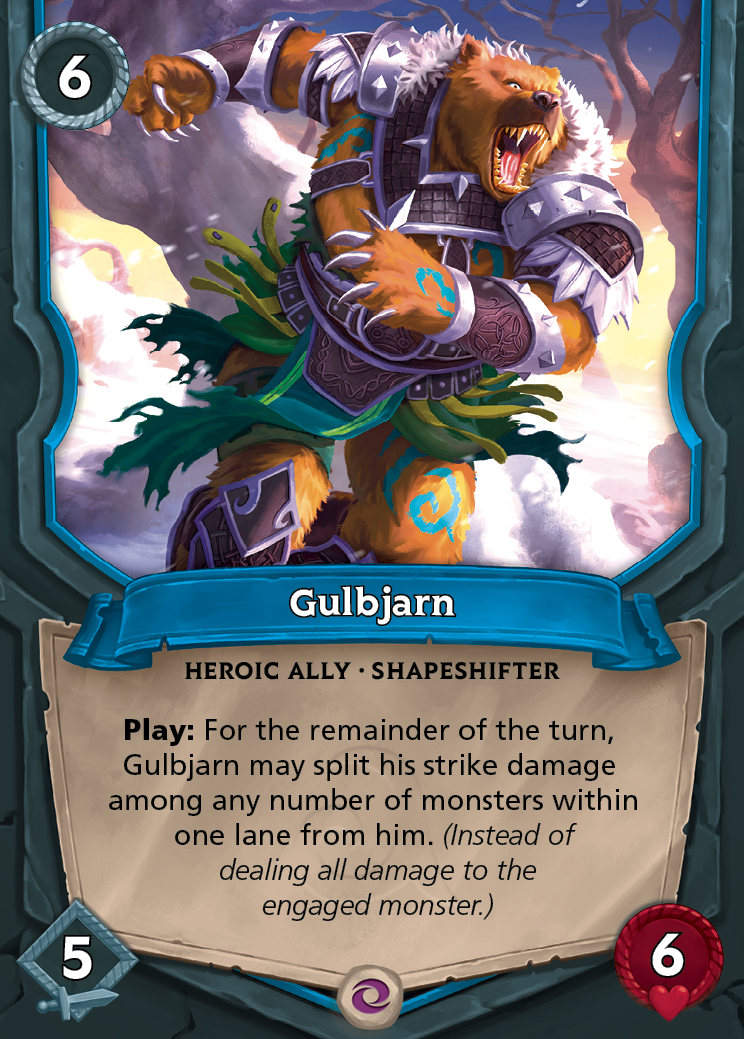 6
Gulbjarn
HEROIC ALLY · SHAPESHIFTER
Play: For the remainder of the turn,
Gulbjarn may split his strike damage
among any number of monsters within
one lane from him. (Instead of
dealing all damage to the
engaged monster.)
5
6